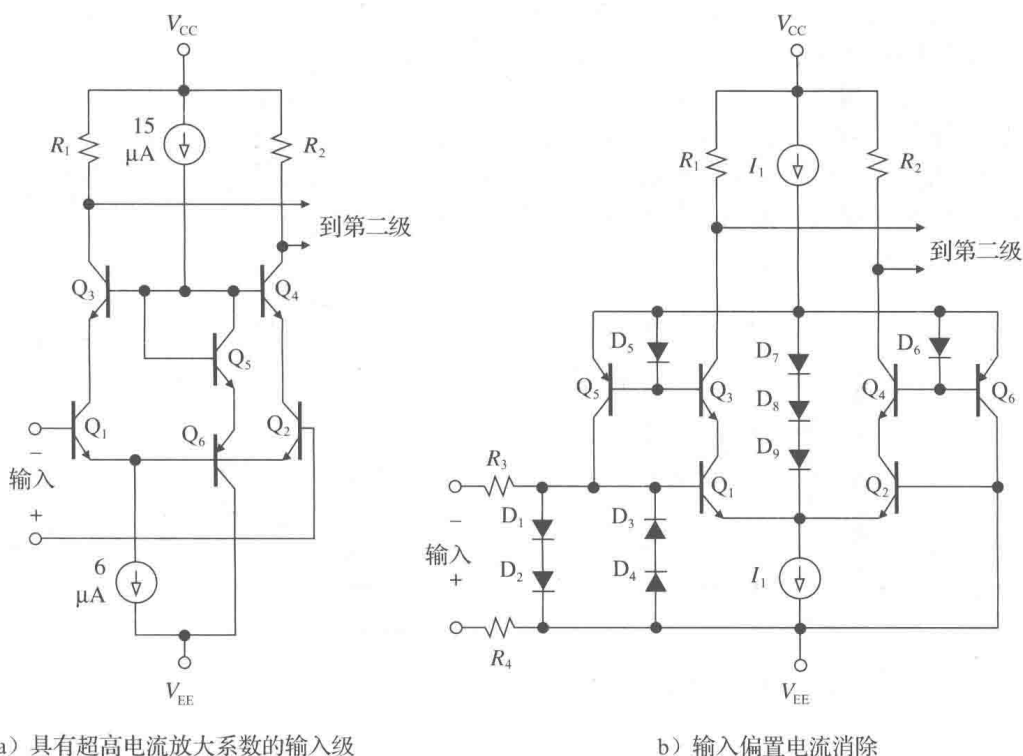 V_CC
15
μA
R₁
R₂
到第二级
Q₃
Q₄
Q₅
Q₁
Q₆
Q₂
−
输入
+
6
μA
V_EE
a）具有超高电流放大系数的输入级
V_CC
R₁
I₁
R₂
到第二级
D₅
D₇
D₆
Q₅
Q₃
D₈
Q₄
Q₆
D₉
R₃
Q₁
Q₂
D₁
D₃
−
输入
+
D₂
D₄
I₁
R₄
V_EE
b）输入偏置电流消除